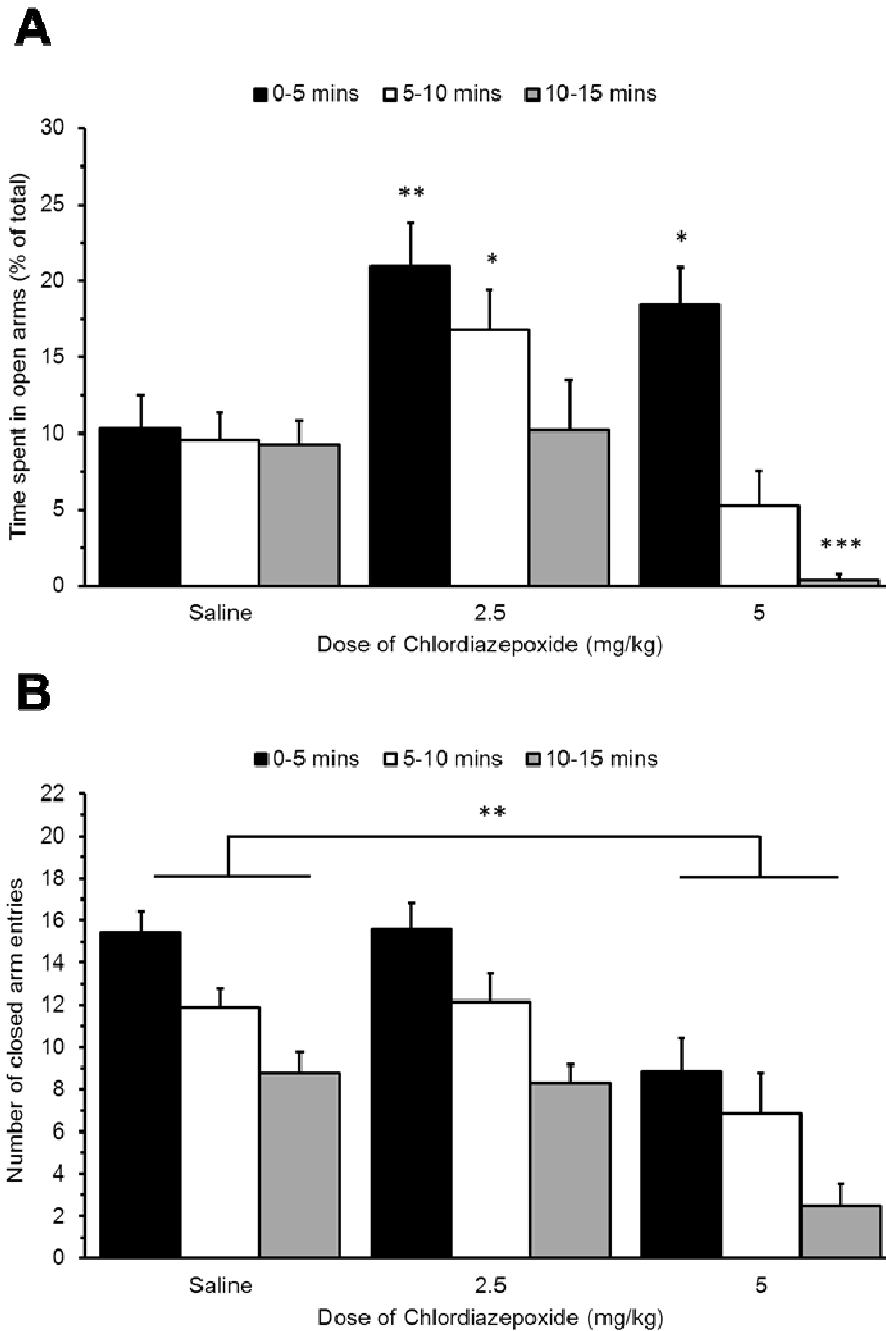 A
0-5 mins 5-10 mins 10-15 mins
Time spent in open arms (% of total)
30
25
20
15
10
5
0
**
*
*
***
Saline 2.5 5
Dose of Chlordiazepoxide (mg/kg)
B
0-5 mins 5-10 mins 10-15 mins
Number of closed arm entries
22
20
18
16
14
12
10
8
6
4
2
0
**
Saline 2.5 5
Dose of Chlordiazepoxide (mg/kg)